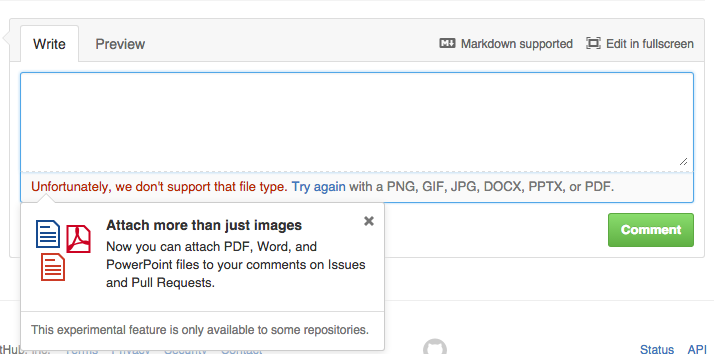 Write Preview Markdown supported Edit in fullscreen
Unfortunately, we don't support that file type. Try again with a PNG, GIF, JPG, DOCX, PPTX, or PDF.
Attach more than just images
Now you can attach PDF, Word, and
PowerPoint files to your comments on Issues
and Pull Requests.
Comment
This experimental feature is only available to some repositories.
Status API